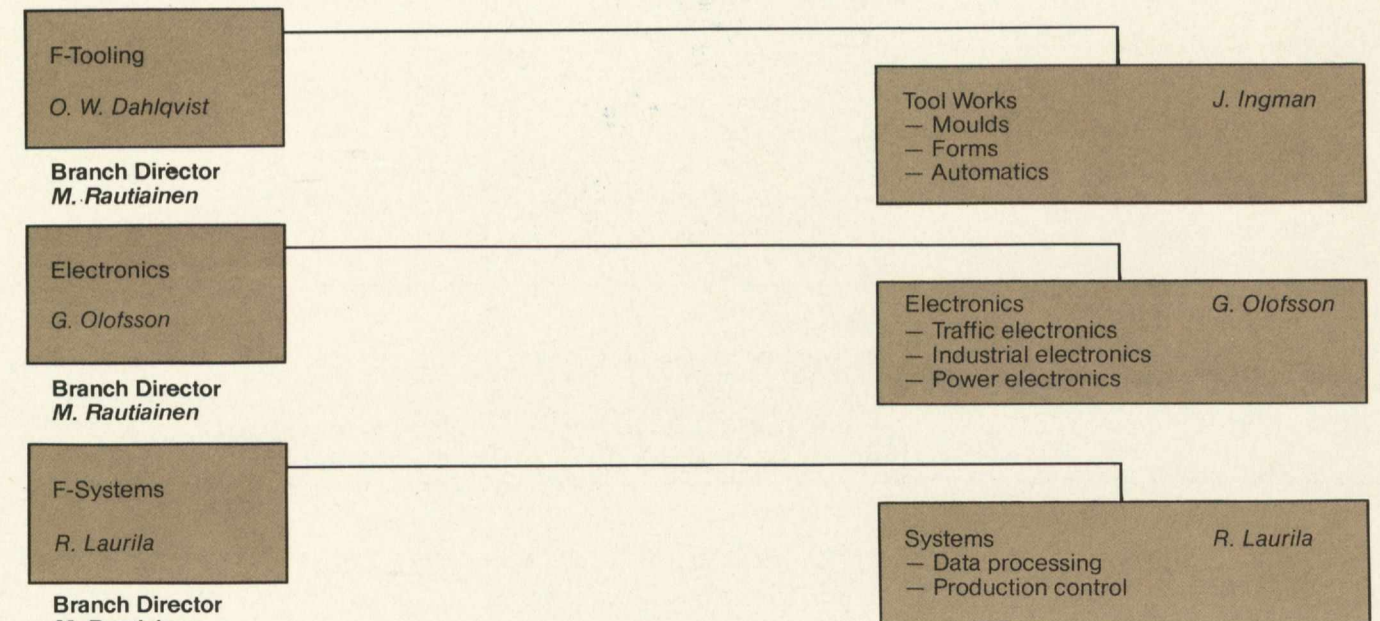 F-Tooling
O. W. Dahlqvist
Branch Director
M. Rautiainen
Tool Works J. Ingman
— Moulds
— Forms
— Automatics
Electronics
G. Olofsson
Branch Director
M. Rautiainen
Electronics G. Olofsson
— Traffic electronics
— Industrial electronics
— Power electronics
F-Systems
R. Laurila
Branch Director
Systems R. Laurila
— Data processing
— Production control